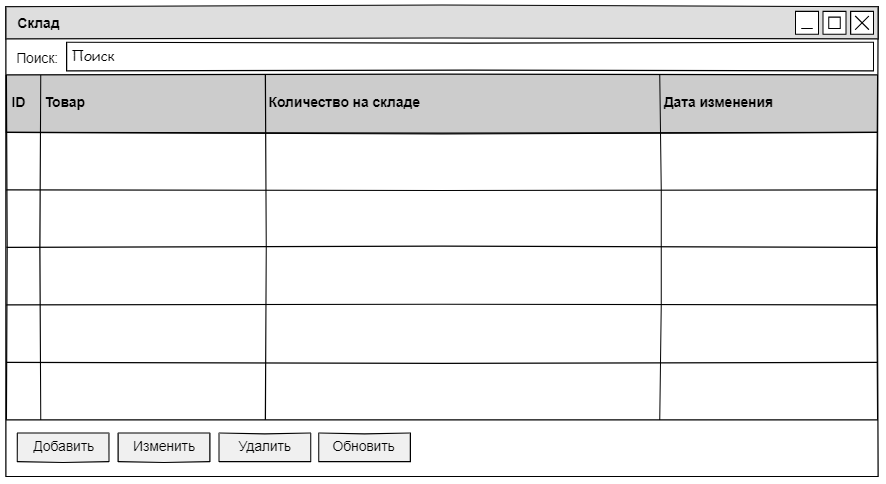 Склад
Поиск: Поиск
ID Товар Количество на складе Дата изменения
Добавить Изменить Удалить Обновить